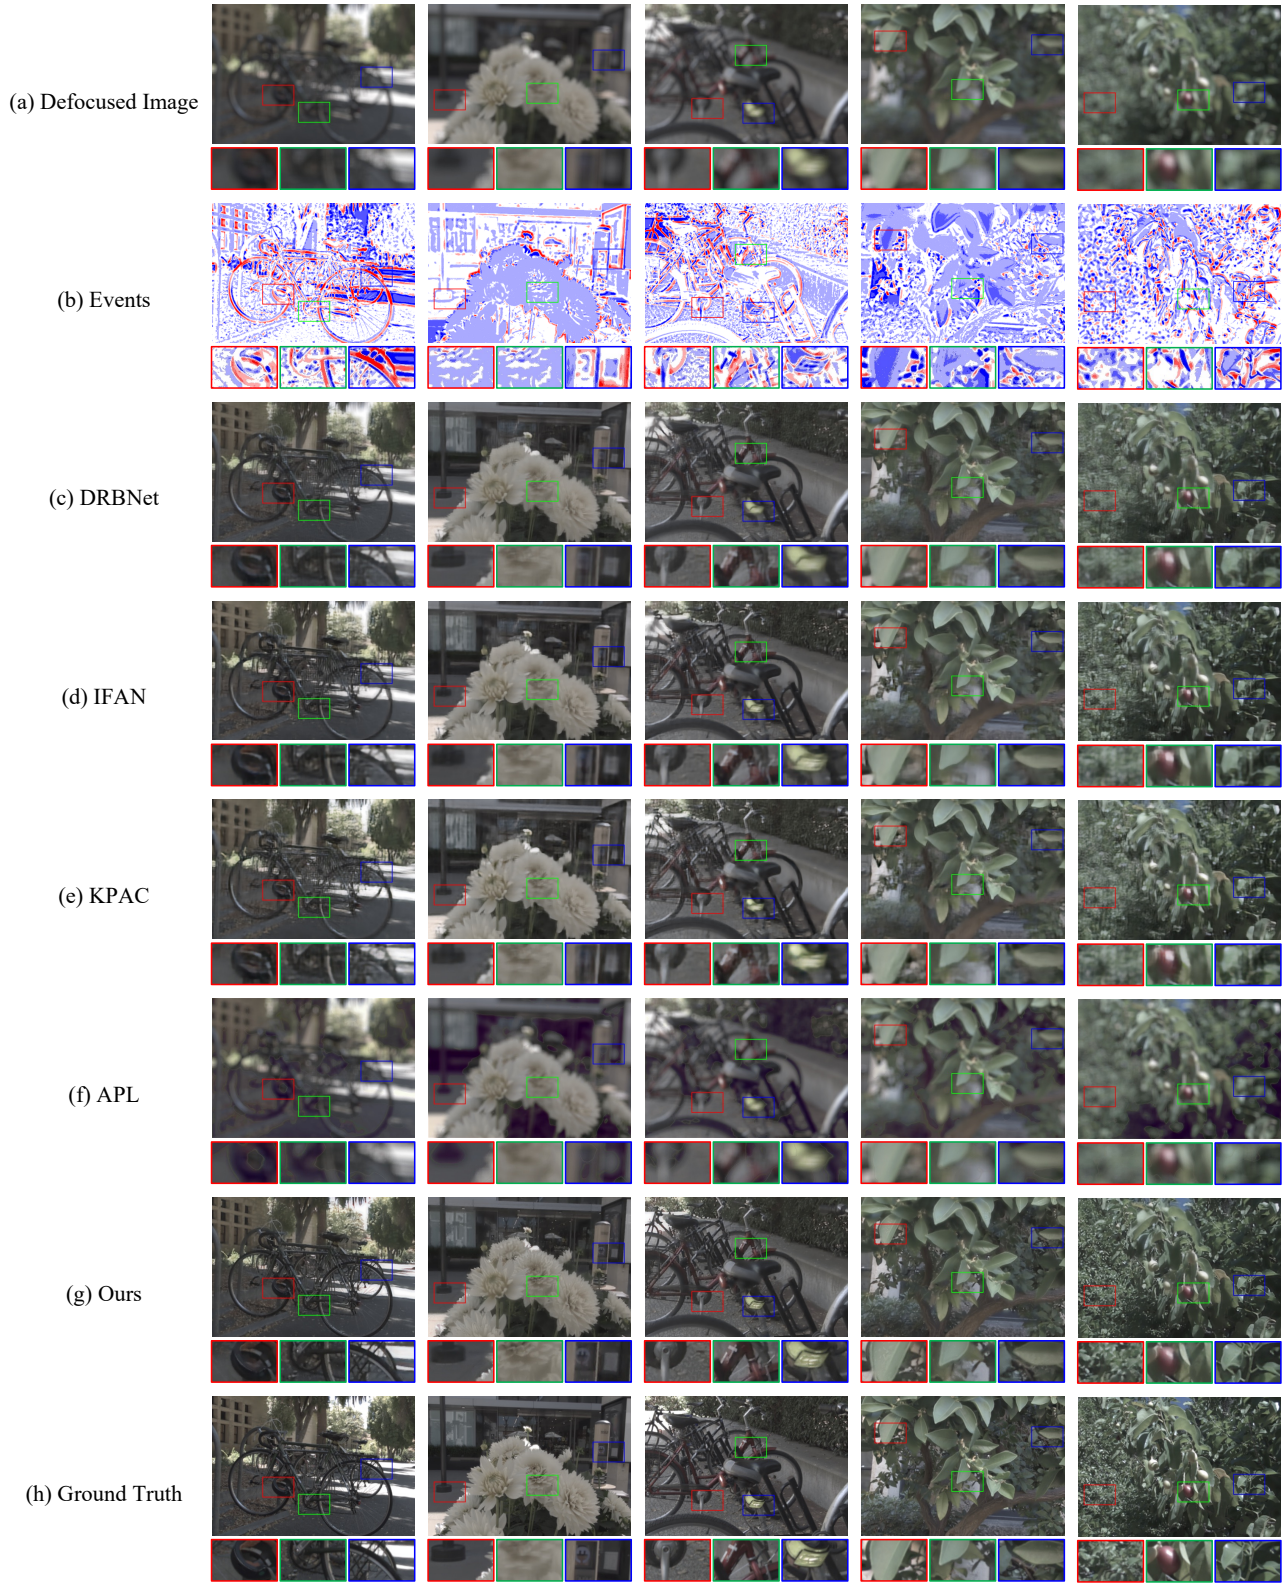 (a) Defocused Image
(b) Events
(c) DRBNet
(d) IFAN
(e) KPAC
(f) APL
(g) Ours
(h) Ground Truth